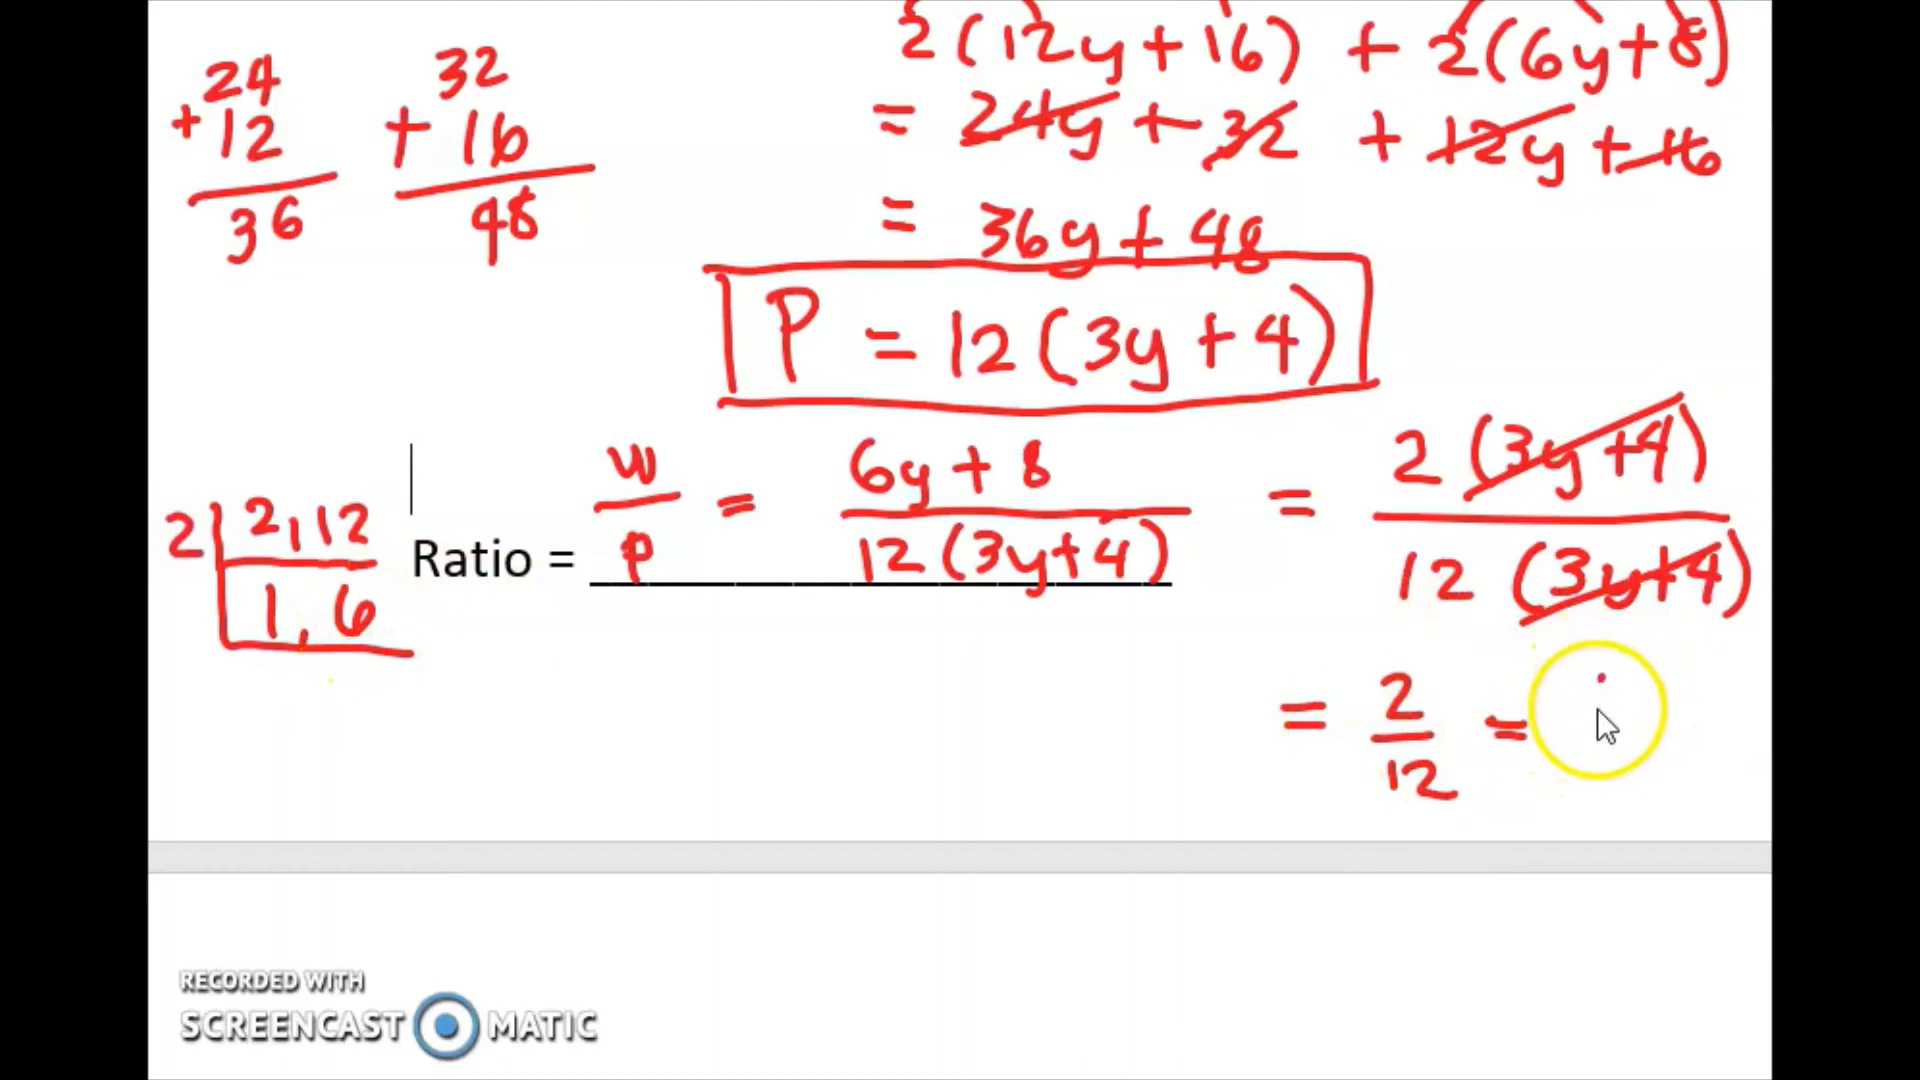 24
+12
36
32
+16
48
2(12y+16) + 2(6y+8)
= 24y + 32 + 12y + 16
= 36y + 48
P = 12(3y+4)
2 | 2, 12
1, 6
Ratio = w/p = 6y + 8 / 12(3y+4) = 2(3y+4) / 12(3y+4)
= 2/12 =
RECORDED WITH
SCREENCAST MATIC